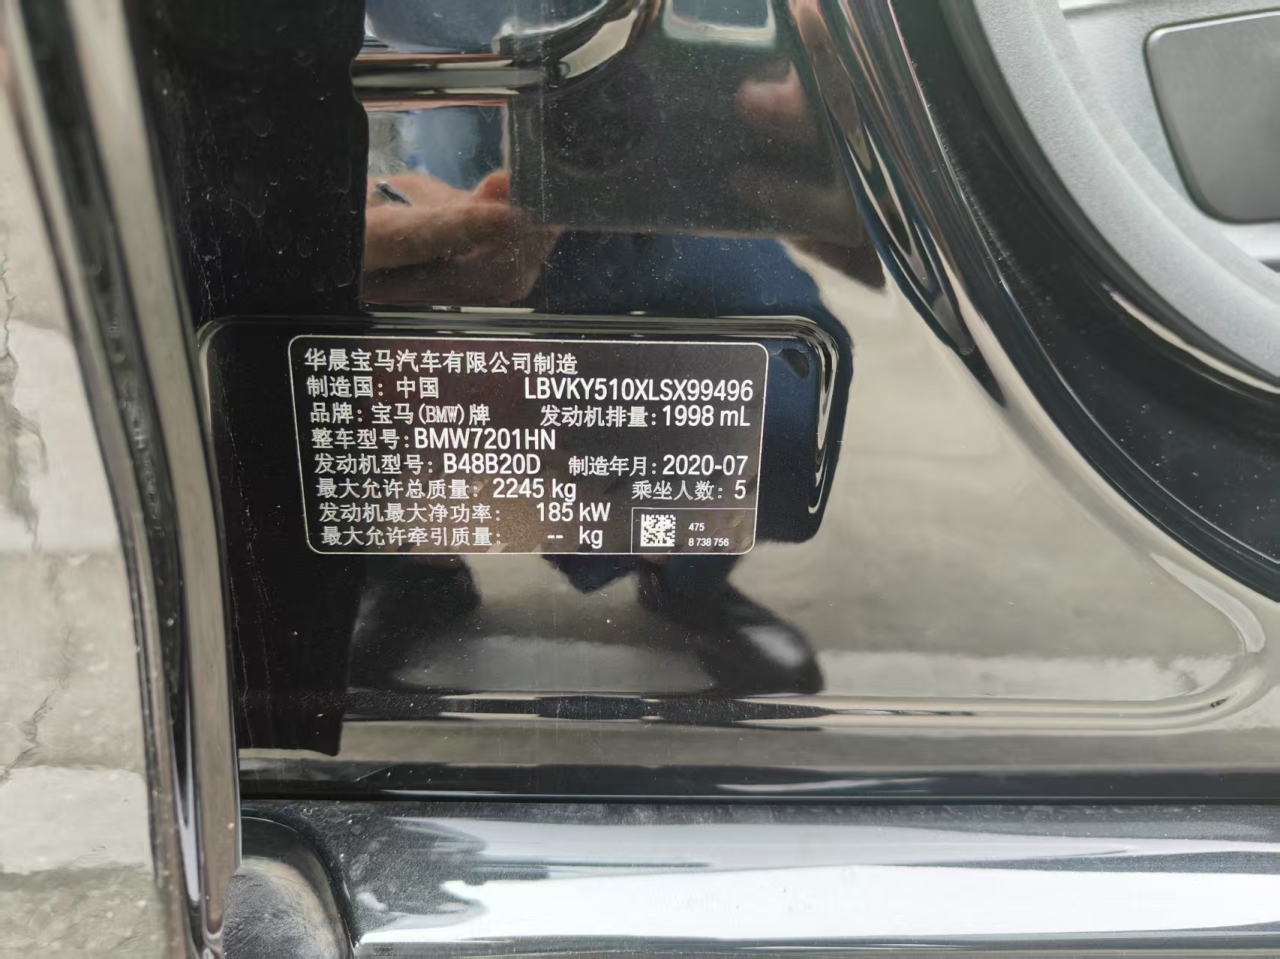 华晨宝马汽车有限公司制造
制造国：中国 LBVKY510XLSX99496
品牌：宝马(BMW)牌 发动机排量：1998 mL
整车型号：BMW7201HN
发动机型号：B48B20D 制造年月：2020-07
最大允许总质量：2245 kg 乘坐人数：5
发动机最大净功率：185 kW
最大允许牵引质量：-- kg
475
8 738 756